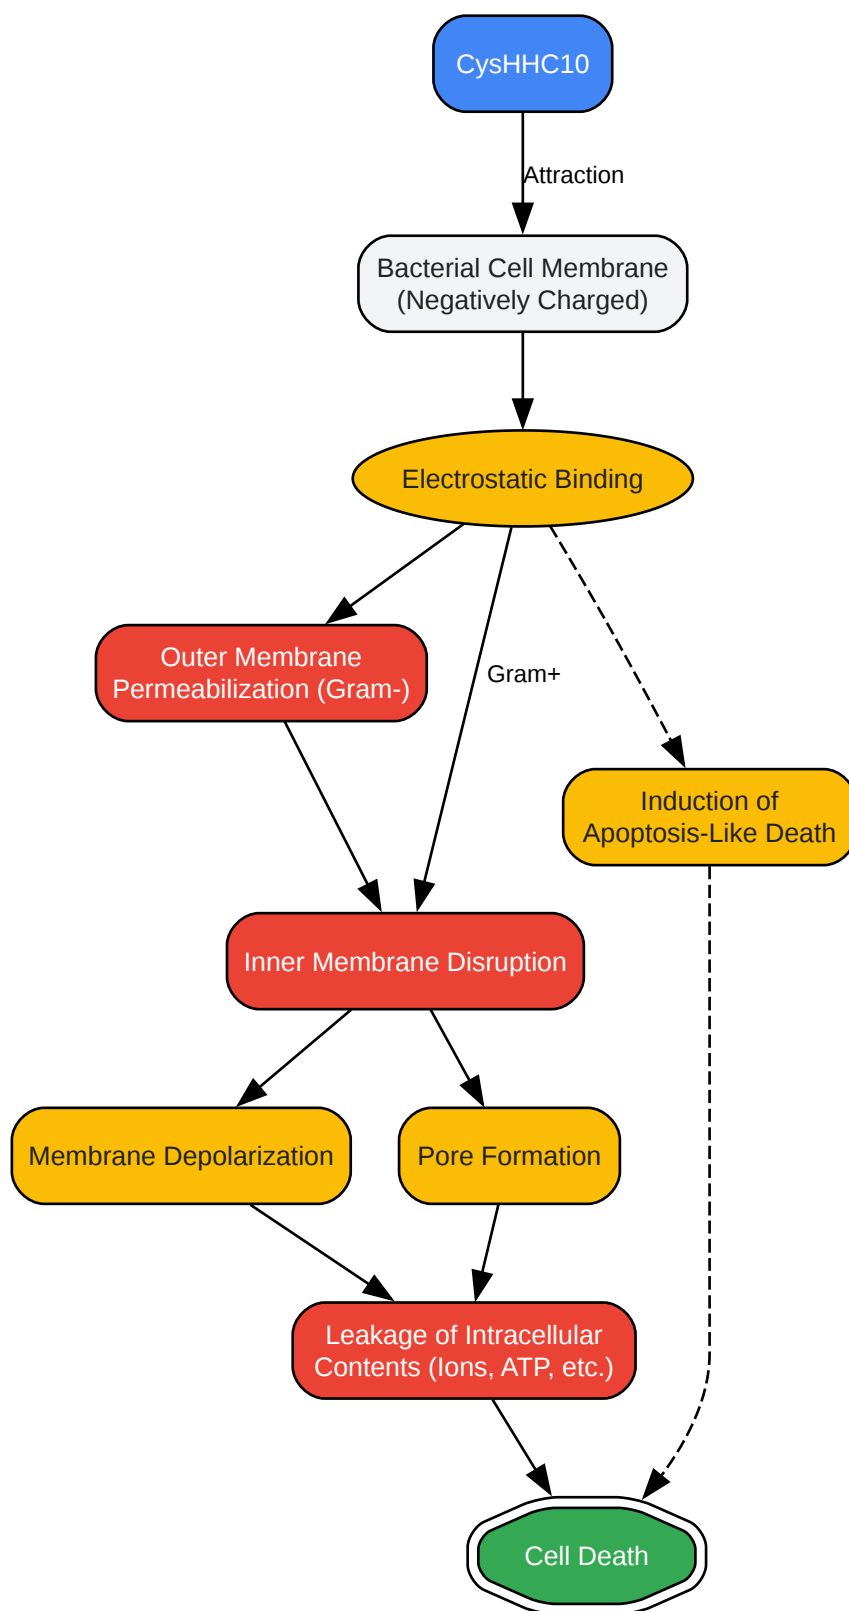 CysHHC10
Attraction
Bacterial Cell Membrane
(Negatively Charged)
Electrostatic Binding
Outer Membrane
Permeabilization (Gram-)
Gram+
Induction of
Apoptosis-Like Death
Inner Membrane Disruption
Membrane Depolarization
Pore Formation
Leakage of Intracellular
Contents (Ions, ATP, etc.)
Cell Death